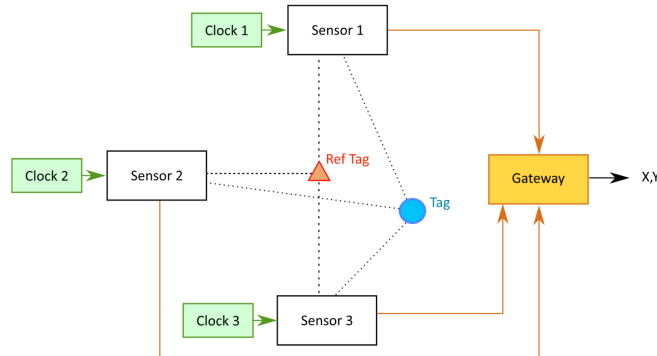 Clock 1
Sensor 1
Ref Tag
Clock 2
Sensor 2
Gateway
X,Y
Tag
Clock 3
Sensor 3